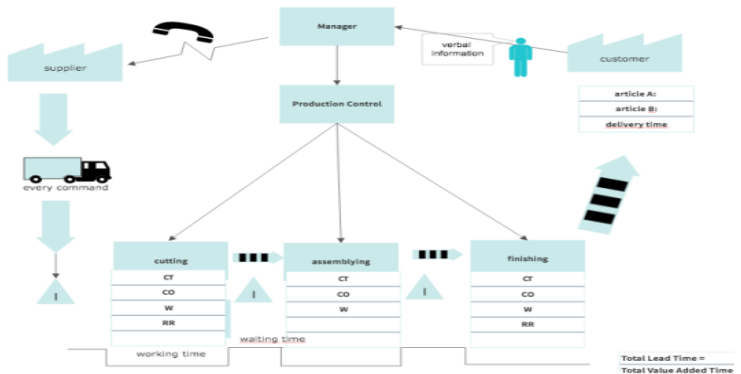 Manager
verbal
information
supplier
customer
article A:
article B:
delivery time
Production Control
every command
cutting
CT
CO
W
RR
assemblying
CT
CO
W
finishing
CT
CO
W
RR
I
I
I
waiting time
working time
Total Lead Time =
Total Value Added Time